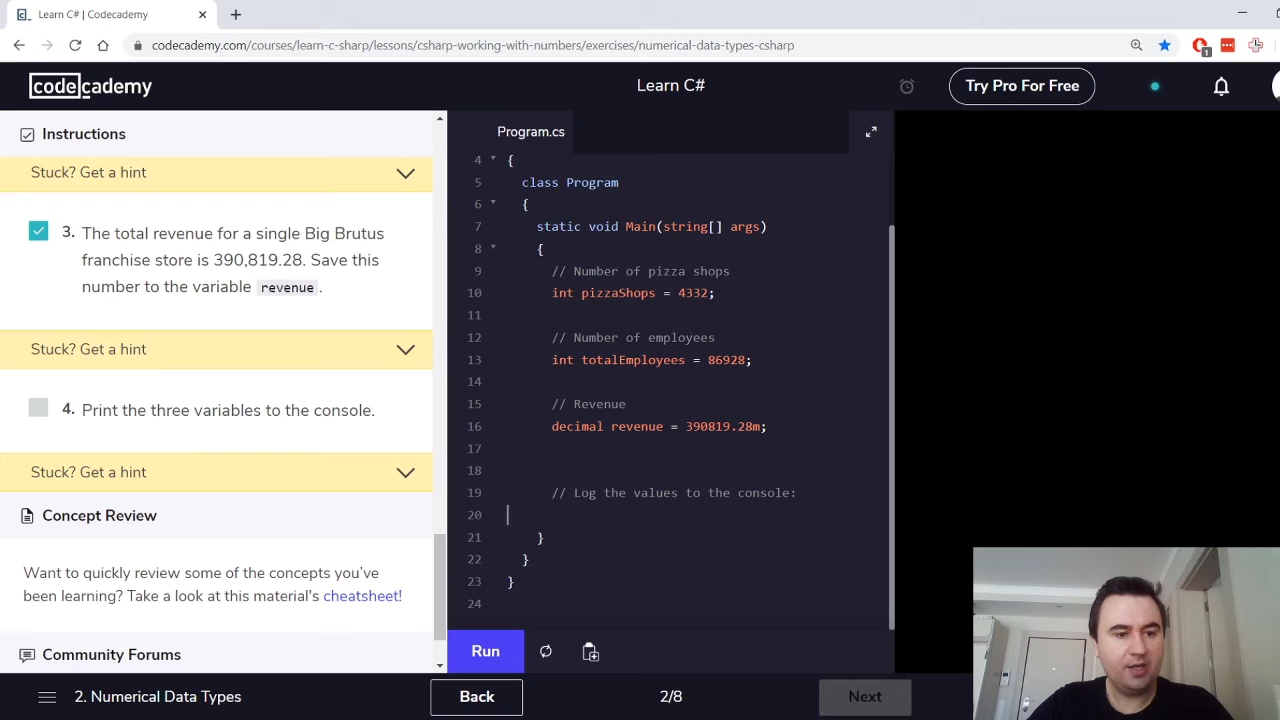 Learn C# | Codecademy
codecademy.com/courses/learn-c-sharp/lessons/csharp-working-with-numbers/exercises/numerical-data-types-csharp
1
codecademy
Learn C#
Try Pro For Free
Instructions
Stuck? Get a hint
3. The total revenue for a single Big Brutus
franchise store is 390,819.28. Save this
number to the variable revenue.
Stuck? Get a hint
4. Print the three variables to the console.
Stuck? Get a hint
Concept Review
Want to quickly review some of the concepts you’ve
been learning? Take a look at this material's cheatsheet!
Community Forums
Program.cs
4 {
5 class Program
6 {
7 static void Main(string[] args)
8 {
9 // Number of pizza shops
10 int pizzaShops = 4332;
11
12 // Number of employees
13 int totalEmployees = 86928;
14
15 // Revenue
16 decimal revenue = 390819.28m;
17
18
19 // Log the values to the console:
20
21 }
22 }
23 }
24
Run
2. Numerical Data Types
Back
2/8
Next